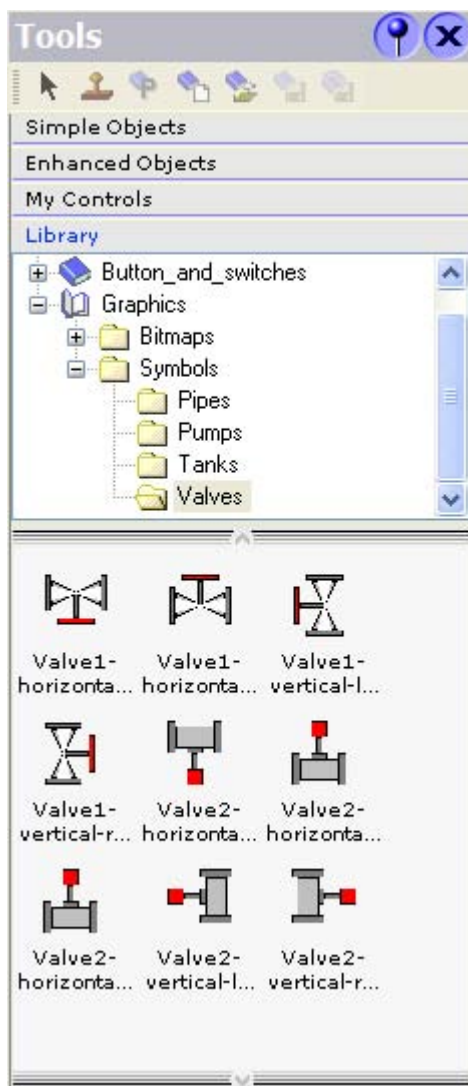 Tools
Simple Objects
Enhanced Objects
My Controls
Library
Button_and_switches
Graphics
Bitmaps
Symbols
Pipes
Pumps
Tanks
Valves
Valve1- Valve1- Valve1-
horizonta... horizonta... vertical-l...
Valve1- Valve2- Valve2-
vertical-r... horizonta... horizonta...
Valve2- Valve2- Valve2-
horizonta... vertical-l... vertical-r...